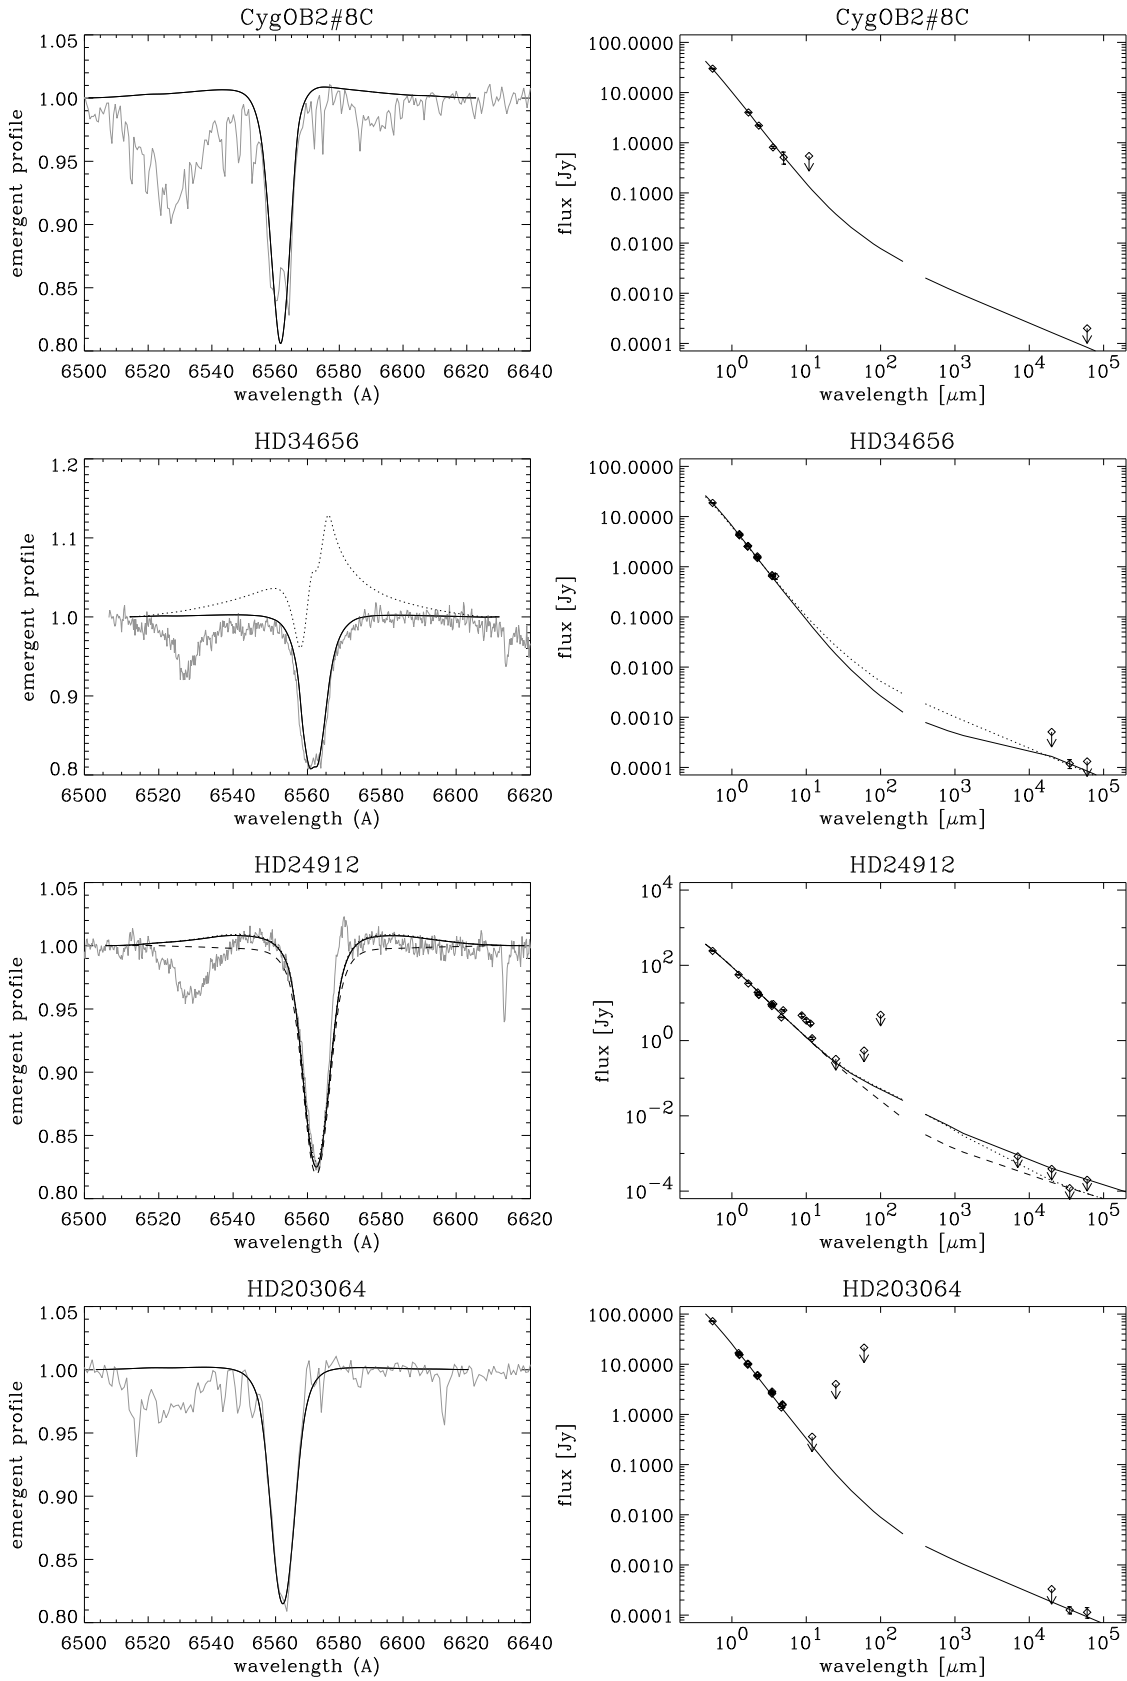 CygOB2#8C
1.05
1.00
0.95
0.90
0.85
0.80
emergent profile
6500 6520 6540 6560 6580 6600 6620 6640
wavelength (A)
CygOB2#8C
100.0000
10.0000
1.0000
0.1000
0.0100
0.0010
0.0001
flux [Jy]
10^0 10^1 10^2 10^3 10^4 10^5
wavelength [μm]
HD34656
1.2
1.1
1.0
0.9
0.8
emergent profile
6500 6520 6540 6560 6580 6600 6620
wavelength (A)
HD34656
100.0000
10.0000
1.0000
0.1000
0.0100
0.0010
0.0001
flux [Jy]
10^0 10^1 10^2 10^3 10^4 10^5
wavelength [μm]
HD24912
1.05
1.00
0.95
0.90
0.85
0.80
emergent profile
6500 6520 6540 6560 6580 6600 6620
wavelength (A)
HD24912
10^4
10^2
10^0
10^−2
10^−4
flux [Jy]
10^0 10^1 10^2 10^3 10^4 10^5
wavelength [μm]
HD203064
1.05
1.00
0.95
0.90
0.85
0.80
emergent profile
6500 6520 6540 6560 6580 6600 6620 6640
wavelength (A)
HD203064
100.0000
10.0000
1.0000
0.1000
0.0100
0.0010
0.0001
flux [Jy]
10^0 10^1 10^2 10^3 10^4 10^5
wavelength [μm]